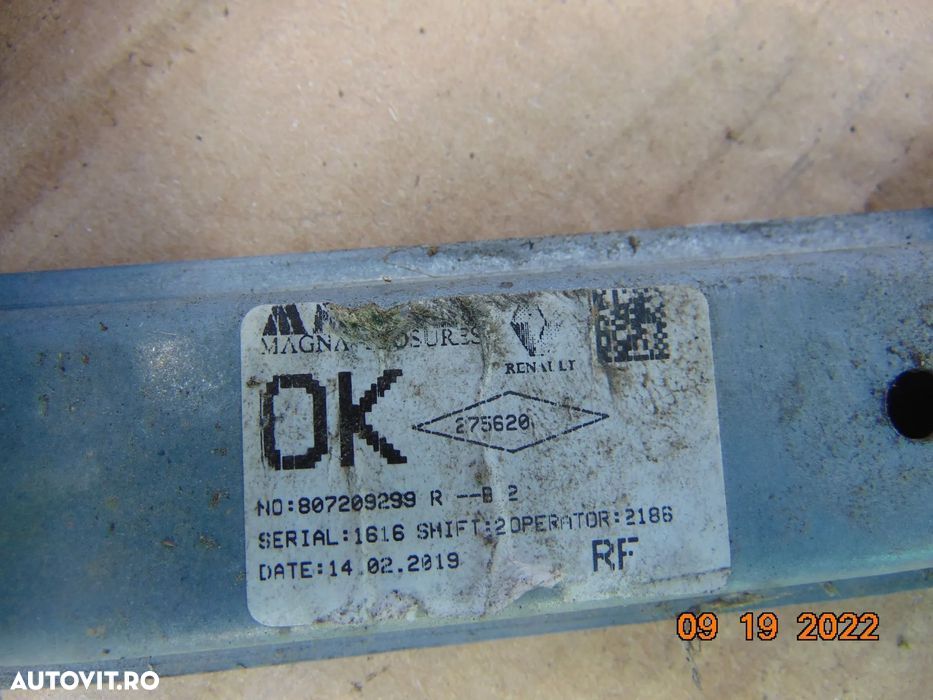 MAGNA CLOSURES
RENAULT
OK
275620
NO:807209299 R --B 2
SERIAL:1616 SHIFT:2OPERATOR:2186
DATE:14.02.2019
RF
09 19 2022
AUTOVIT.RO